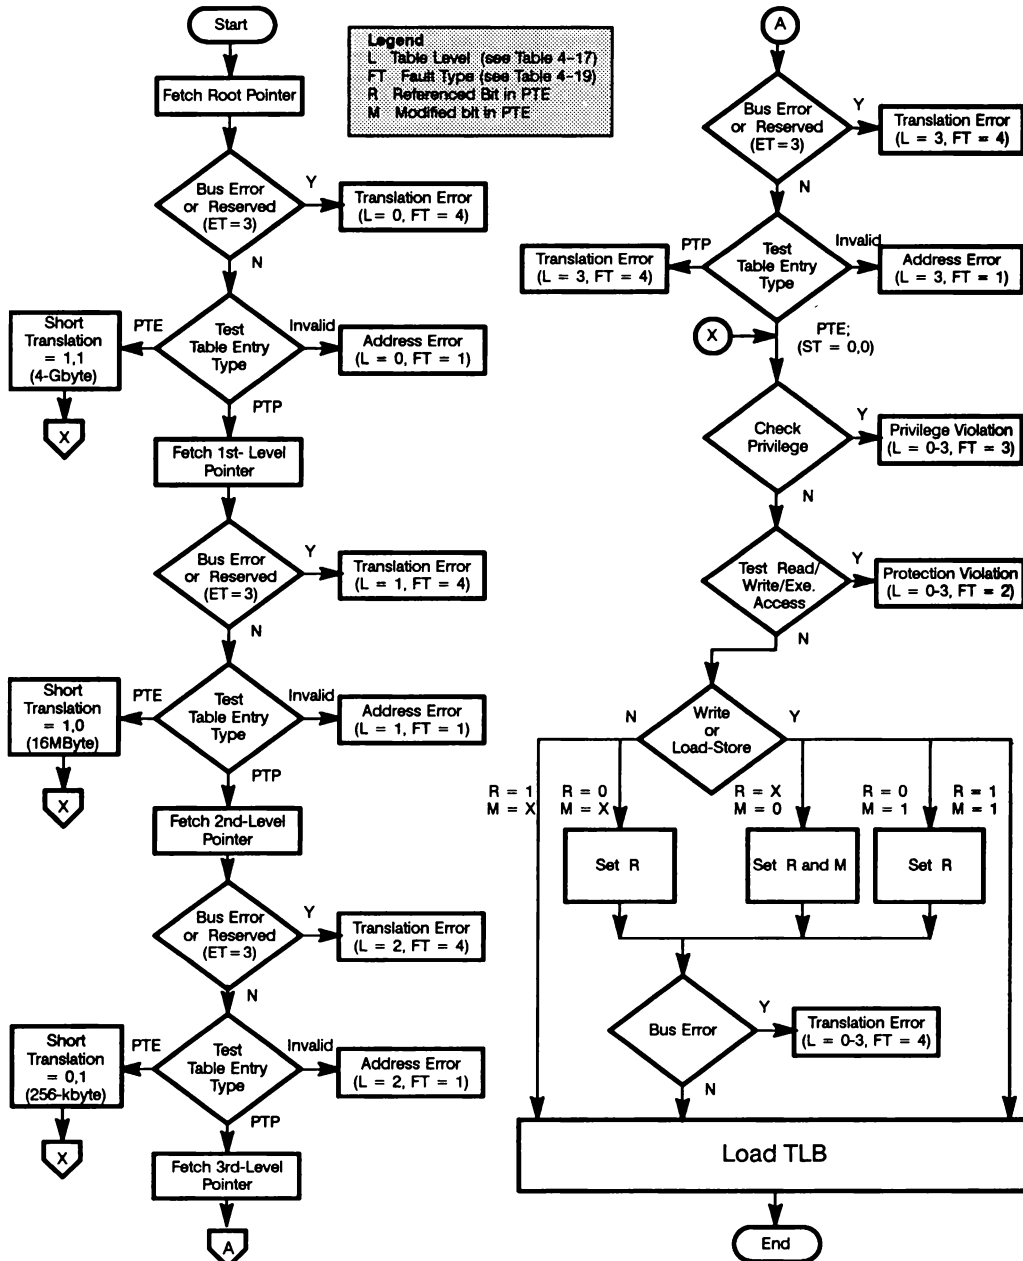 Start
Legend
L Table Level (see Table 4-17)
FT Fault Type (see Table 4-19)
R Referenced Bit in PTE
M Modified bit in PTE
Fetch Root Pointer
Bus Error
or Reserved
(ET=3)
Y
Translation Error
(L= 0, FT = 4)
N
Short
Translation
= 1,1
(4-Gbyte)
PTE
Test
Table Entry
Type
Invalid
Address Error
(L = 0, FT = 1)
X
PTP
Fetch 1st- Level
Pointer
Bus Error
or Reserved
(ET=3)
Y
Translation Error
(L = 1, FT = 4)
N
Short
Translation
= 1,0
(16MByte)
PTE
Test
Table Entry
Type
Invalid
Address Error
(L = 1, FT = 1)
X
PTP
Fetch 2nd-Level
Pointer
Bus Error
or Reserved
(ET=3)
Y
Translation Error
(L = 2, FT = 4)
N
Short
Translation
= 0,1
(256-kbyte)
PTE
Test
Table Entry
Type
Invalid
Address Error
(L = 2, FT = 1)
X
PTP
Fetch 3rd-Level
Pointer
A
A
Bus Error
or Reserved
(ET=3)
Y
Translation Error
(L = 3, FT = 4)
N
Translation Error
(L = 3, FT = 4)
PTP
Test
Table Entry
Type
Invalid
Address Error
(L = 3, FT = 1)
X
PTE;
(ST = 0,0)
Check
Privilege
Y
Privilege Violation
(L = 0-3, FT = 3)
N
Test Read/
Write/Exe.
Access
Y
Protection Violation
(L = 0-3, FT = 2)
N
N
Write
or
Load-Store
Y
R = 1
M = X
R = 0
M = X
R = X
M = 0
R = 0
M = 1
R = 1
M = 1
Set R
Set R and M
Set R
Bus Error
Y
Translation Error
(L = 0-3, FT = 4)
N
Load TLB
End